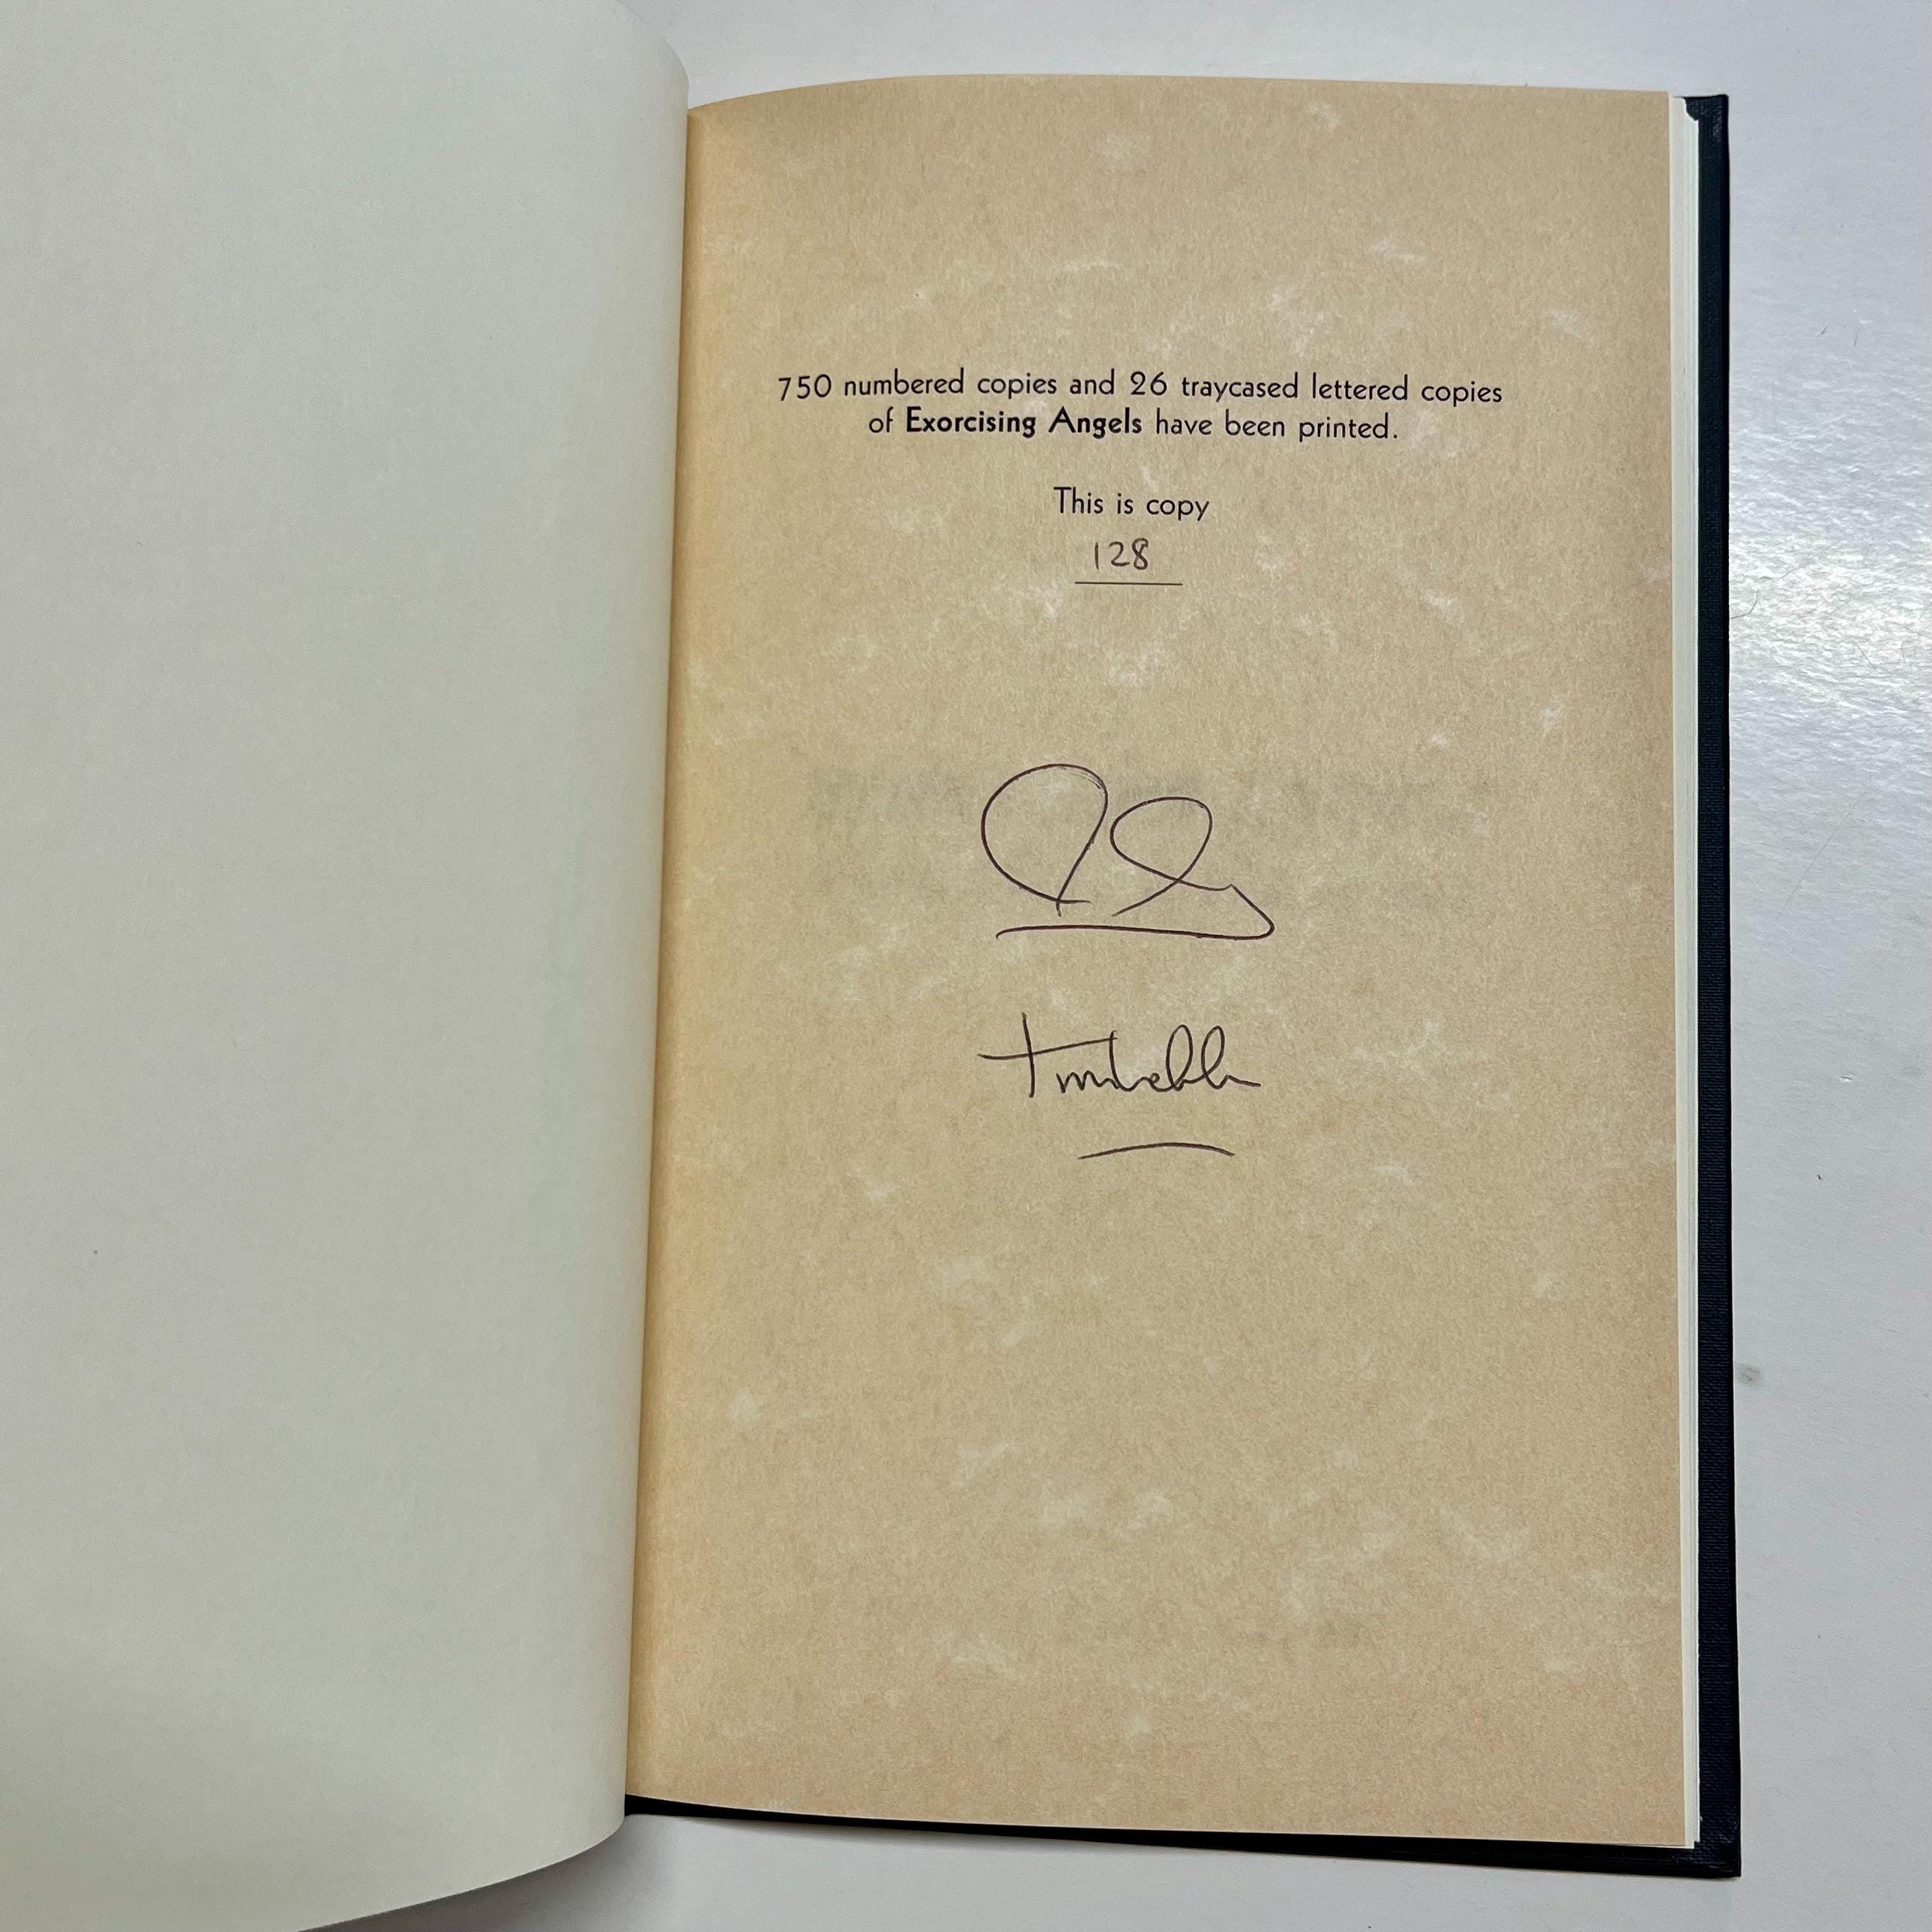 750 numbered copies and 26 traycased lettered copies
of Exorcising Angels have been printed.
This is copy
128